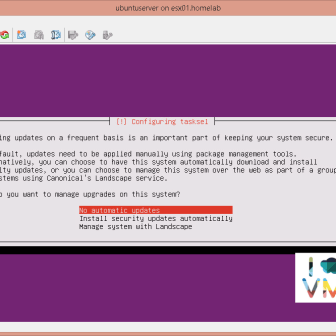 ubuntuserver on esx01.homelab
[!] Configuring tasksel
ing updates on a frequent basis is an important part of keeping your system secure.
fault, updates need to be applied manually using package management tools.
natively, you can choose to have this system automatically download and install
ity updates, or you can choose to manage this system over the web as part of a group
stems using Canonical's Landscape service.
o you want to manage upgrades on this system?
No automatic updates
Install security updates automatically
Manage system with Landscape
I
VM